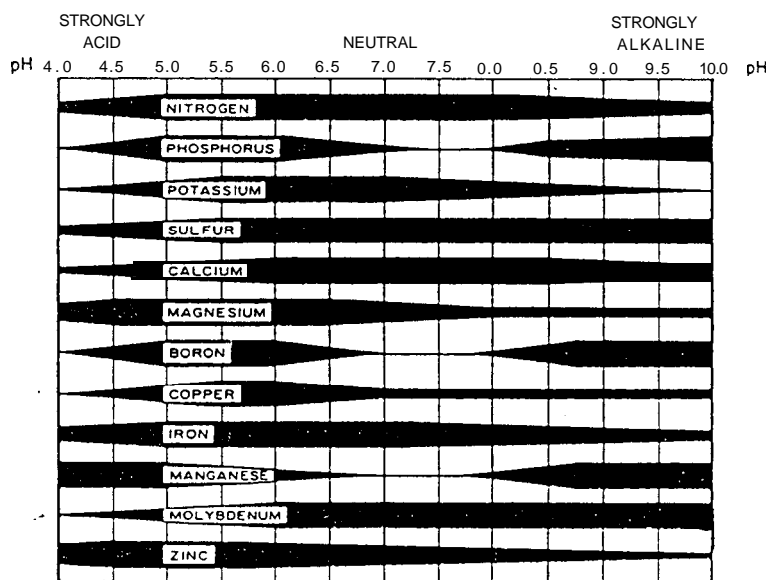 STRONGLY ACID NEUTRAL STRONGLY ALKALINE
pH 4.0 4.5 5.0 5.5 6.0 6.5 7.0 7.5 0.0 0.5 9.0 9.5 10.0 pH
NITROGEN
PHOSPHORUS
POTASSIUM
SULFUR
CALCIUM
MAGNESIUM
BORON
COPPER
IRON
MANGANESE
MOLYBDENUM
ZINC